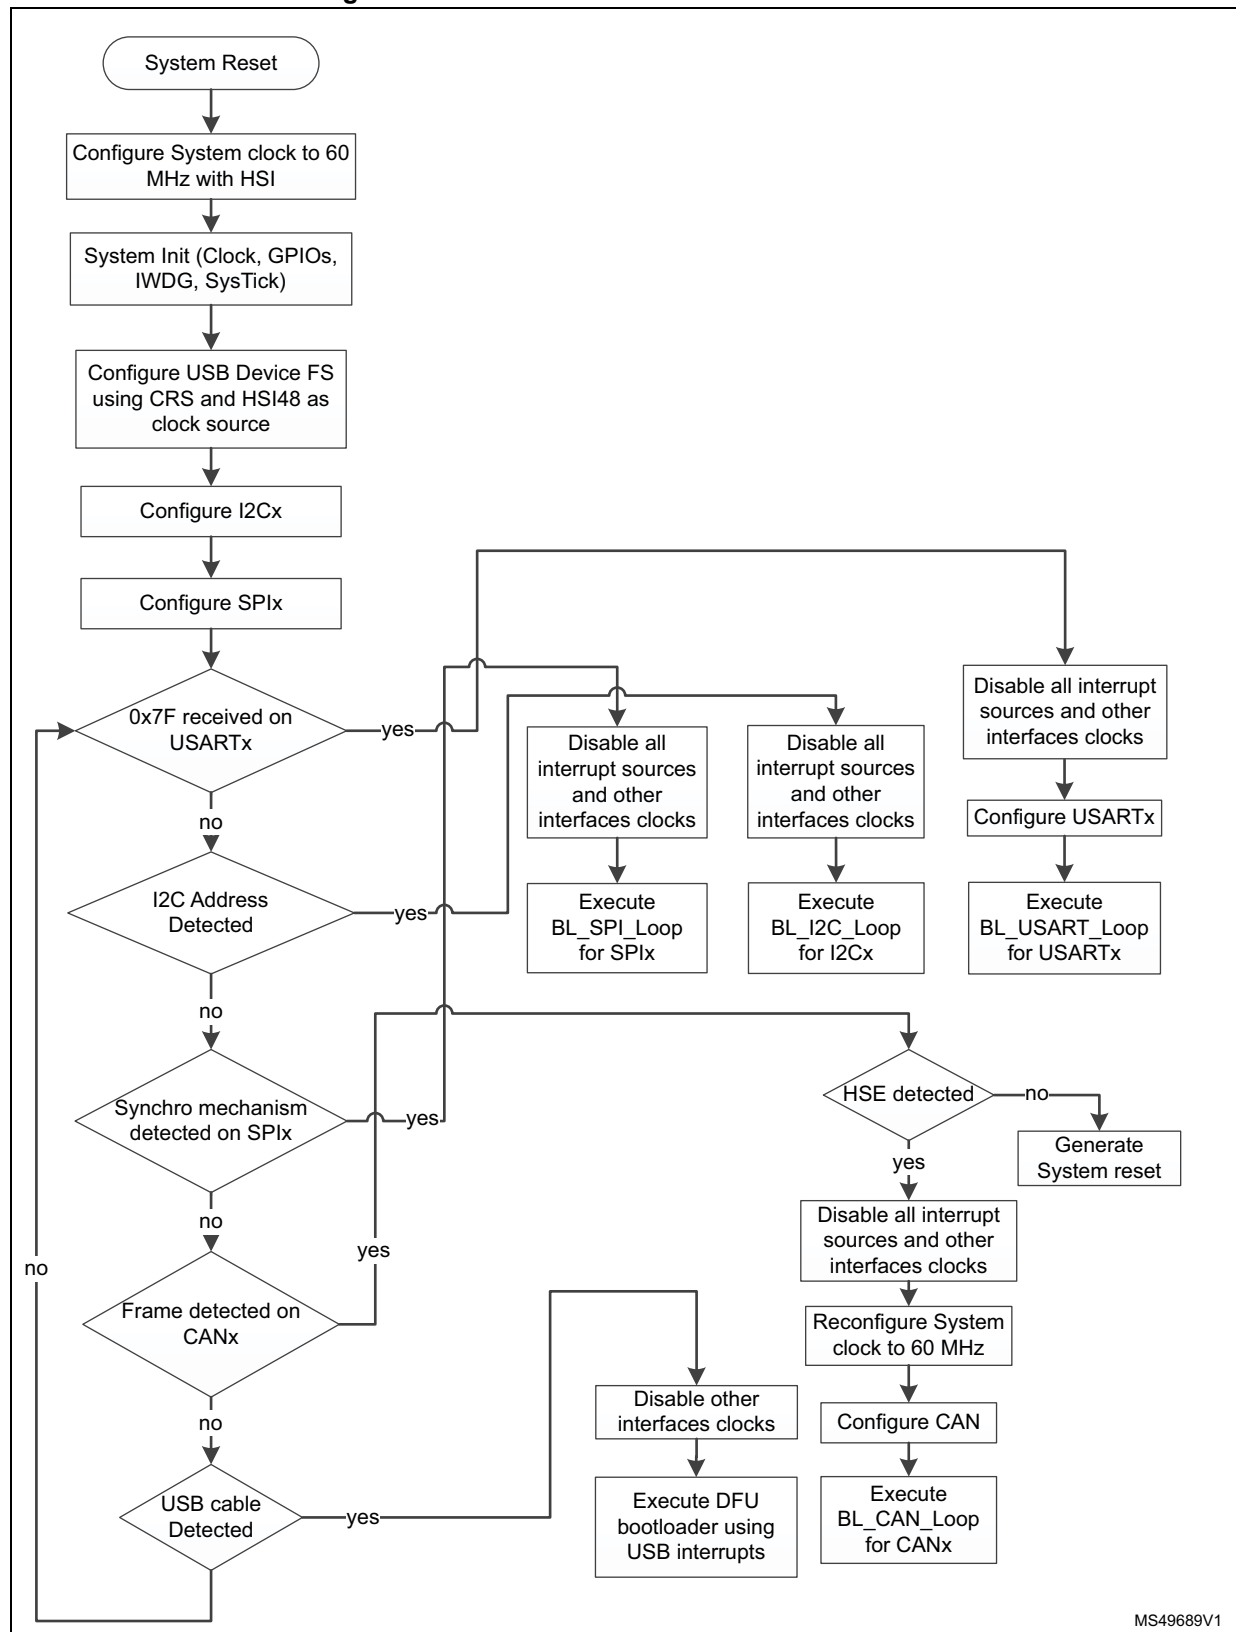 System Reset
Configure System clock to 60
MHz with HSI
System Init (Clock, GPIOs,
IWDG, SysTick)
Configure USB Device FS
using CRS and HSI48 as
clock source
Configure I2Cx
Configure SPIx
0x7F received on
USARTx
yes
no
I2C Address
Detected
yes
no
Synchro mechanism
detected on SPIx
yes
no
Frame detected on
CANx
yes
no
USB cable
Detected
yes
no
Disable all
interrupt sources
and other
interfaces clocks
Execute
BL_SPI_Loop
for SPIx
Disable all
interrupt sources
and other
interfaces clocks
Execute
BL_I2C_Loop
for I2Cx
Disable all interrupt
sources and other
interfaces clocks
Configure USARTx
Execute
BL_USART_Loop
for USARTx
HSE detected
no
Generate
System reset
yes
Disable all interrupt
sources and other
interfaces clocks
Reconfigure System
clock to 60 MHz
Configure CAN
Execute
BL_CAN_Loop
for CANx
Disable other
interfaces clocks
Execute DFU
bootloader using
USB interrupts
MS49689V1